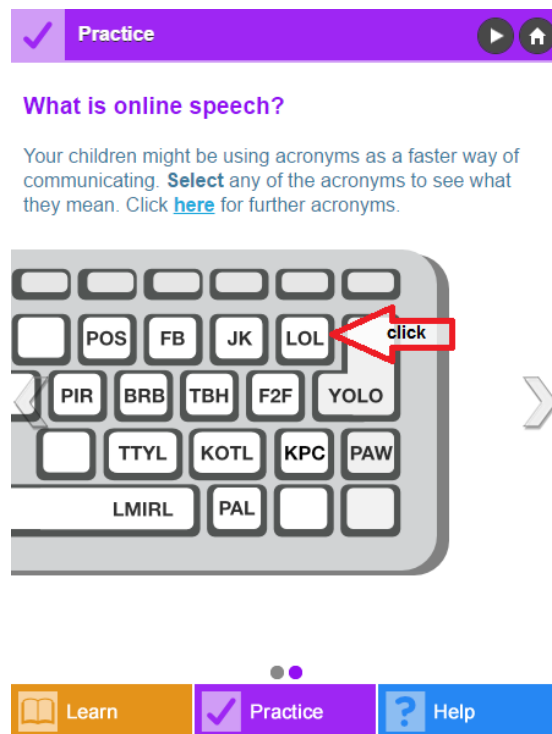 Practice
What is online speech?
Your children might be using acronyms as a faster way of
communicating. Select any of the acronyms to see what
they mean. Click here for further acronyms.
POS FB JK LOL click
PIR BRB TBH F2F YOLO
TTYL KOTL KPC PAW
LMIRL PAL
Learn Practice ? Help